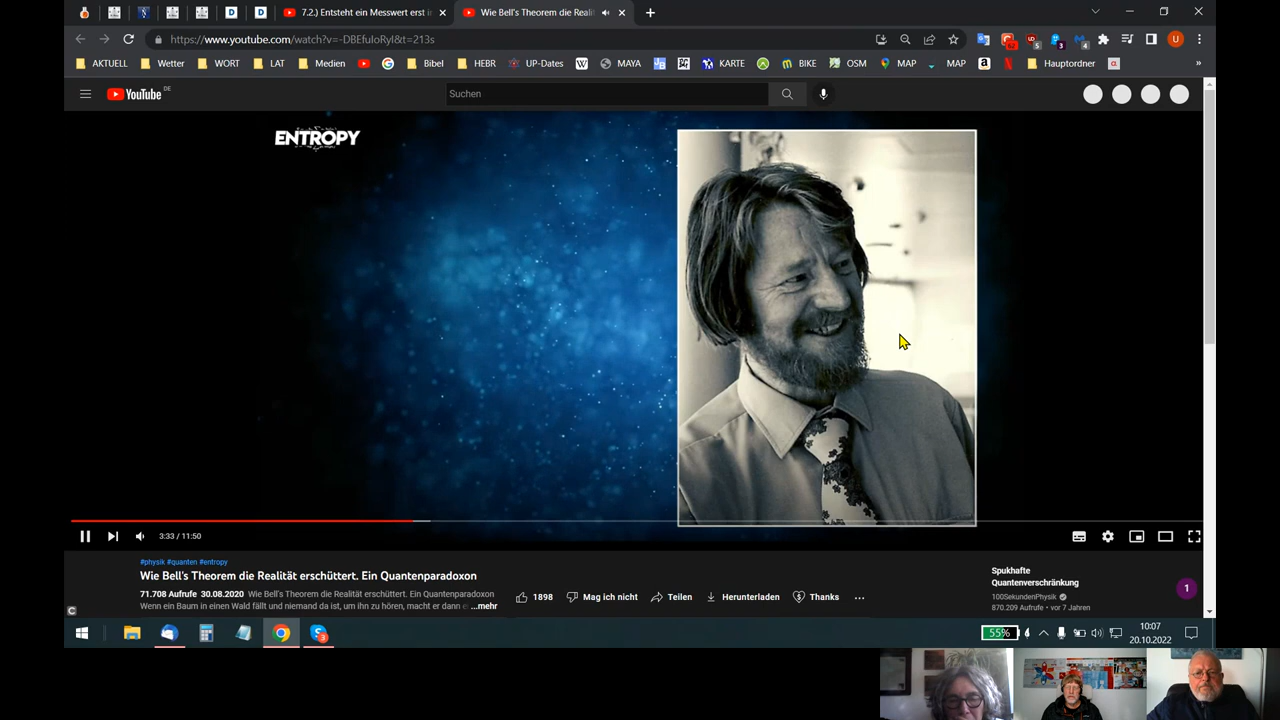 7.2.) Entsteht ein Messwert erst i
Wie Bell's Theorem die Realit
https://www.youtube.com/watch?v=-DBEfuIoRyI&t=213s
AKTUELL Wetter WORT LAT Medien Bibel HEBR UP-Dates MAYA KARTE BIKE OSM MAP MAP Hauptordner
YouTube DE
Suchen
ENTROPY
3:33 / 11:50
#physik #quanten #entropy
Wie Bell's Theorem die Realität erschüttert. Ein Quantenparadoxon
71.708 Aufrufe 30.08.2020 Wie Bell's Theorem die Realität erschüttert. Ein Quantenparadoxon
Wenn ein Baum in einen Wald fällt und niemand da ist, um ihn zu hören, macht er dann e ...mehr
1898 Mag ich nicht Teilen Herunterladen Thanks
Spukhafte
Quantenverschränkung
100SekundenPhysik
870.209 Aufrufe • vor 7 Jahren
1
55%
10:07
20.10.2022